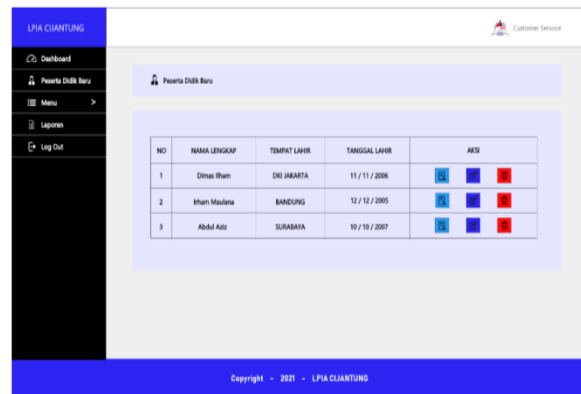 LPIA CIJANTUNG
Customer Service
Dashboard
Peserta Didik Baru
Menu >
Laporan
Log Out
Peserta Didik Baru
NO NAMA LENGKAP TEMPAT LAHIR TANGGAL LAHIR AKSI
1 Dimas Ilham DKI JAKARTA 11 / 11 / 2006
2 Irham Maulana BANDUNG 12 / 12 / 2005
3 Abdul Aziz SURABAYA 10 / 10 / 2007
Copyright - 2021 - LPIA CIJANTUNG